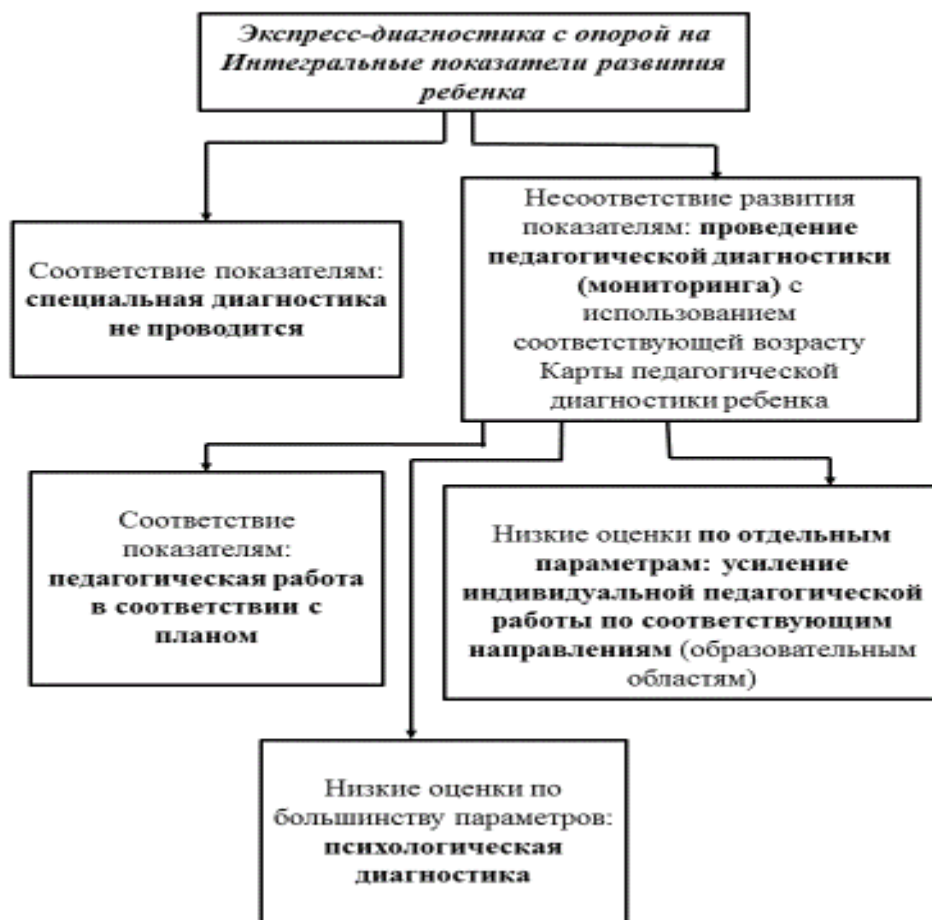 Экспресс-диагностика с опорой на
Интегральные показатели развития
ребенка
Соответствие показателям:
специальная диагностика
не проводится
Несоответствие развития
показателям: проведение
педагогической диагностики
(мониторинга) с
использованием
соответствующей возрасту
Карты педагогической
диагностики ребенка
Соответствие
показателям:
педагогическая работа
в соответствии с
планом
Низкие оценки по отдельным
параметрам: усиление
индивидуальной педагогической
работы по соответствующим
направлениям (образовательным
областям)
Низкие оценки по
большинству параметров:
психологическая
диагностика